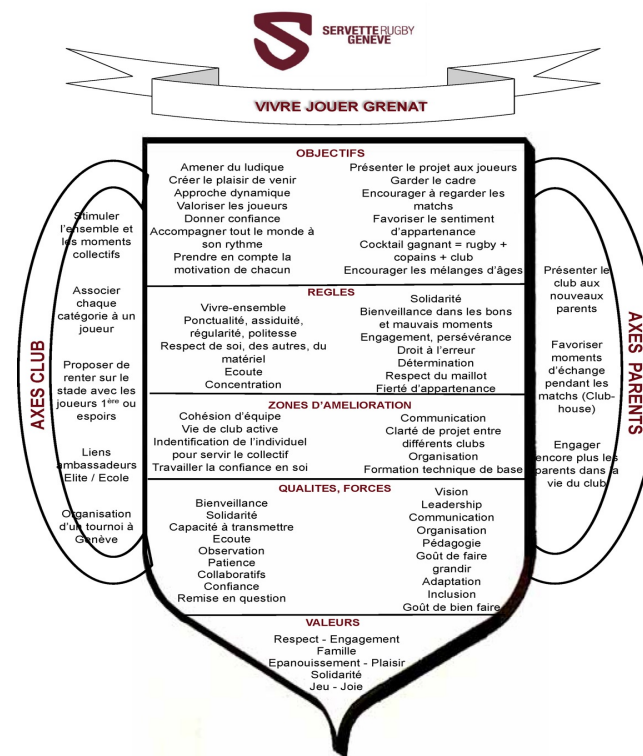 SERVETTE RUGBY
GENÈVE
VIVRE JOUER GRENAT
OBJECTIFS
Amener du ludique
Créer le plaisir de venir
Approche dynamique
Valoriser les joueurs
Donner confiance
Accompagner tout le monde à
son rythme
Prendre en compte la
motivation de chacun
Présenter le projet aux joueurs
Garder le cadre
Encourager à regarder les
matchs
Favoriser le sentiment
d'appartenance
Cocktail gagnant = rugby +
copains + club
Encourager les mélanges d'âges
REGLES
Vivre-ensemble
Ponctualité, assiduité,
régularité, politesse
Respect de soi, des autres, du
matériel
Ecoute
Concentration
Solidarité
Bienveillance dans les bons
et mauvais moments
Engagement, persévérance
Droit à l'erreur
Détermination
Respect du maillot
Fierté d'appartenance
ZONES D'AMELIORATION
Cohésion d'équipe
Vie de club active
Indentification de l'individuel
pour servir le collectif
Travailler la confiance en soi
Communication
Clarté de projet entre
différents clubs
Organisation
Formation technique de base
QUALITES, FORCES
Bienveillance
Solidarité
Capacité à transmettre
Ecoute
Observation
Patience
Collaboratifs
Confiance
Remise en question
Vision
Leadership
Communication
Organisation
Pédagogie
Goût de faire
grandir
Adaptation
Inclusion
Goût de bien faire
VALEURS
Respect - Engagement
Famille
Epanouissement - Plaisir
Solidarité
Jeu - Joie
AXES CLUB
Stimuler
l'ensemble et
les moments
collectifs
Associer
chaque
catégorie à un
joueur
Proposer de
renter sur le
stade avec les
joueurs 1ère ou
espoirs
Liens
ambassadeurs
Elite / Ecole
Organisation
d'un tournoi à
Genève
AXES PARENTS
Présenter le
club aux
nouveaux
parents
Favoriser
moments
d'échange
pendant les
matchs (Club-
house)
Engager
encore plus les
parents dans la
vie du club